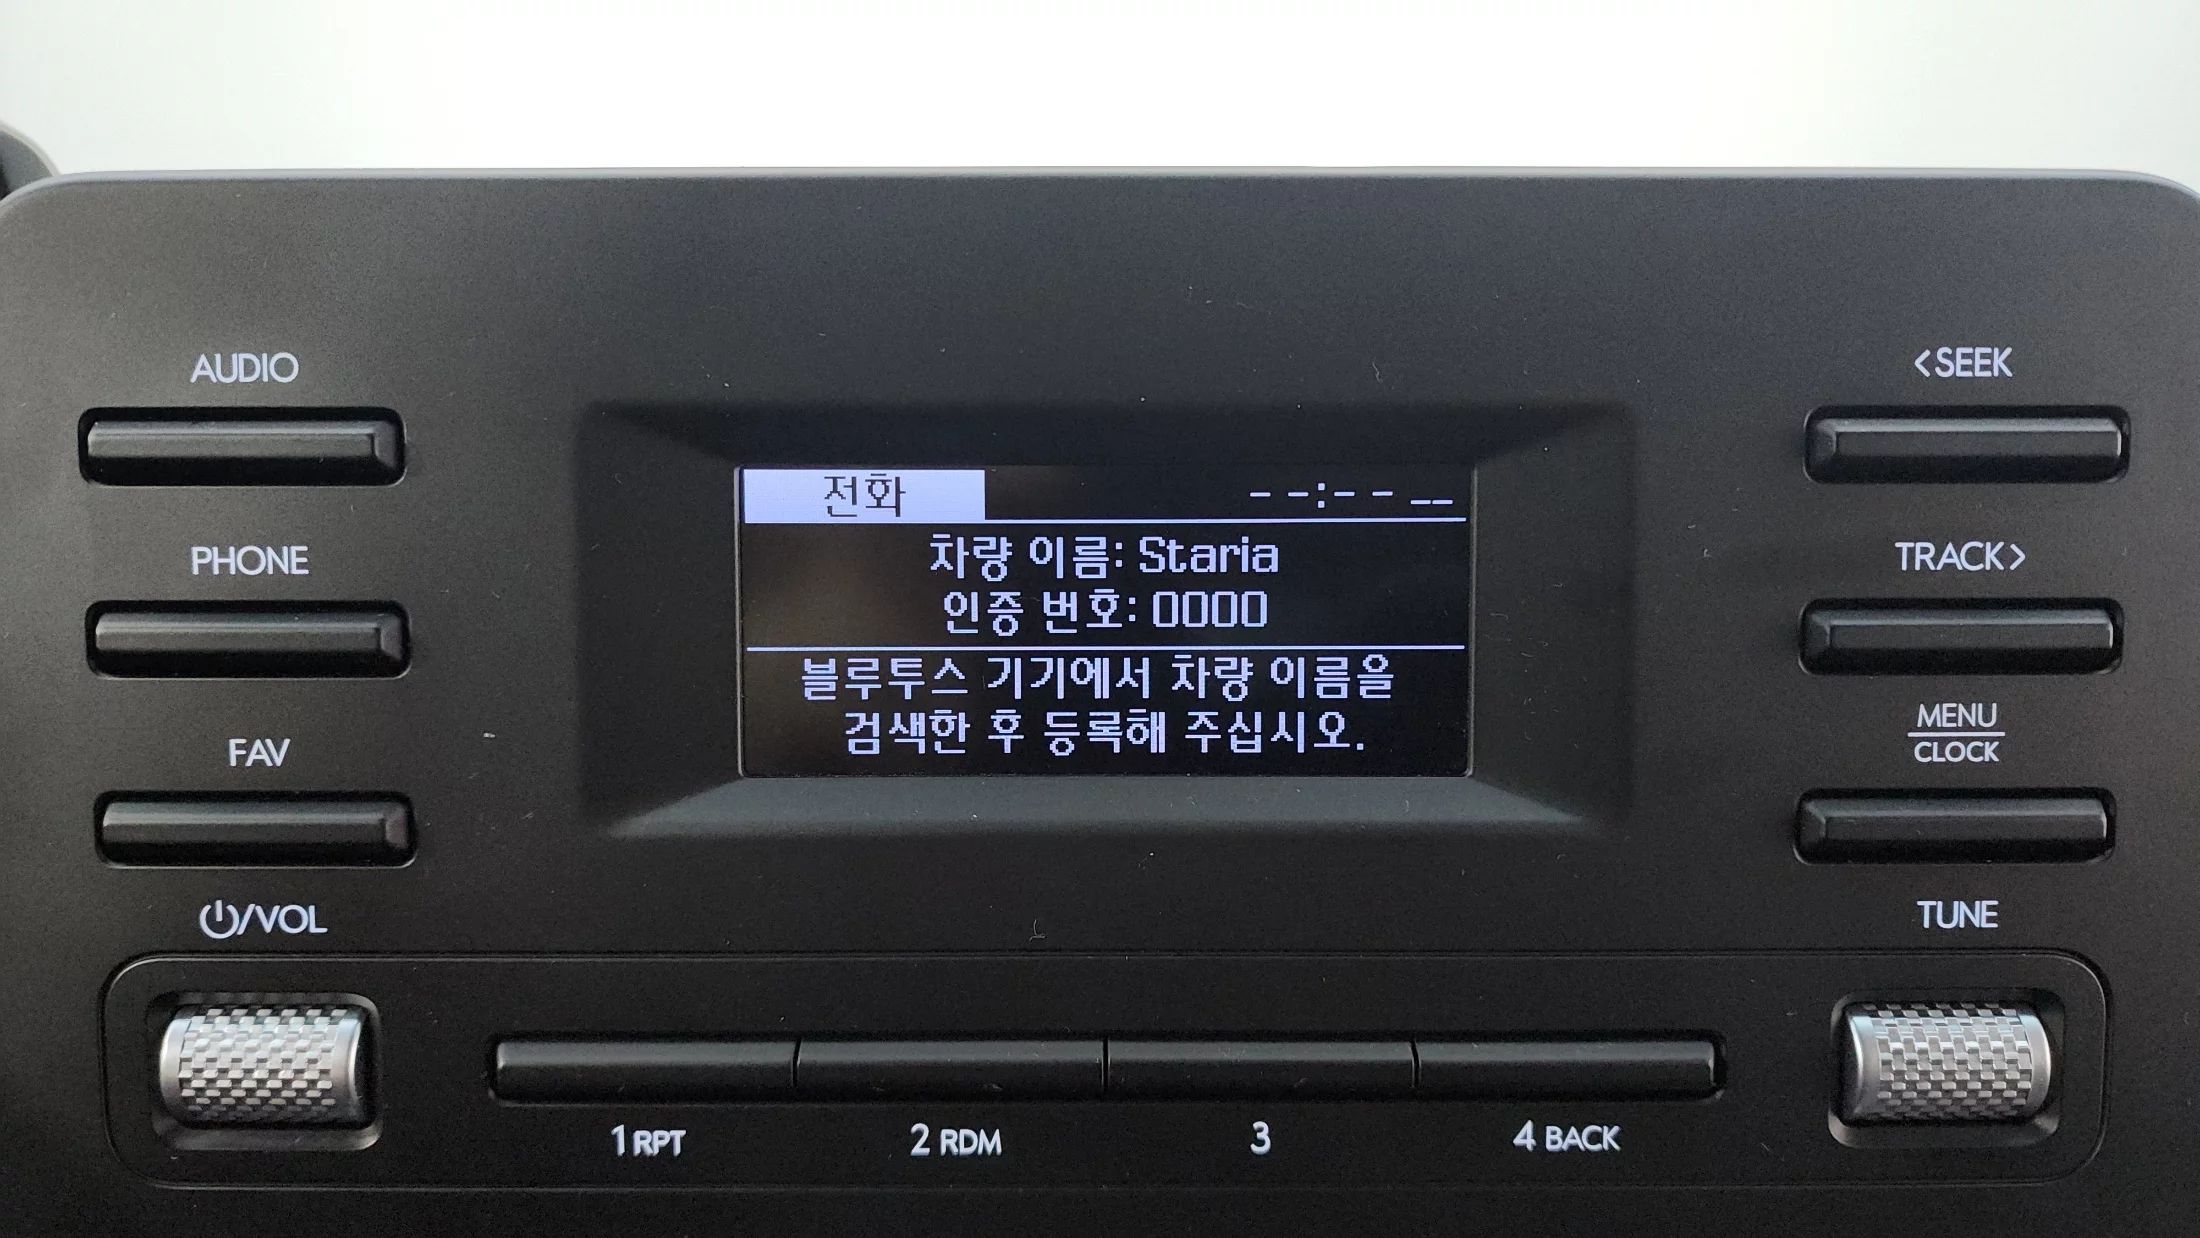 AUDIO
PHONE
FAV
⏻/VOL
전화 --:-- __
차량 이름: Staria
인증 번호: 0000
블루투스 기기에서 차량 이름을
검색한 후 등록해 주십시오.
<SEEK
TRACK>
MENU
CLOCK
TUNE
1 RPT
2 RDM
3
4 BACK